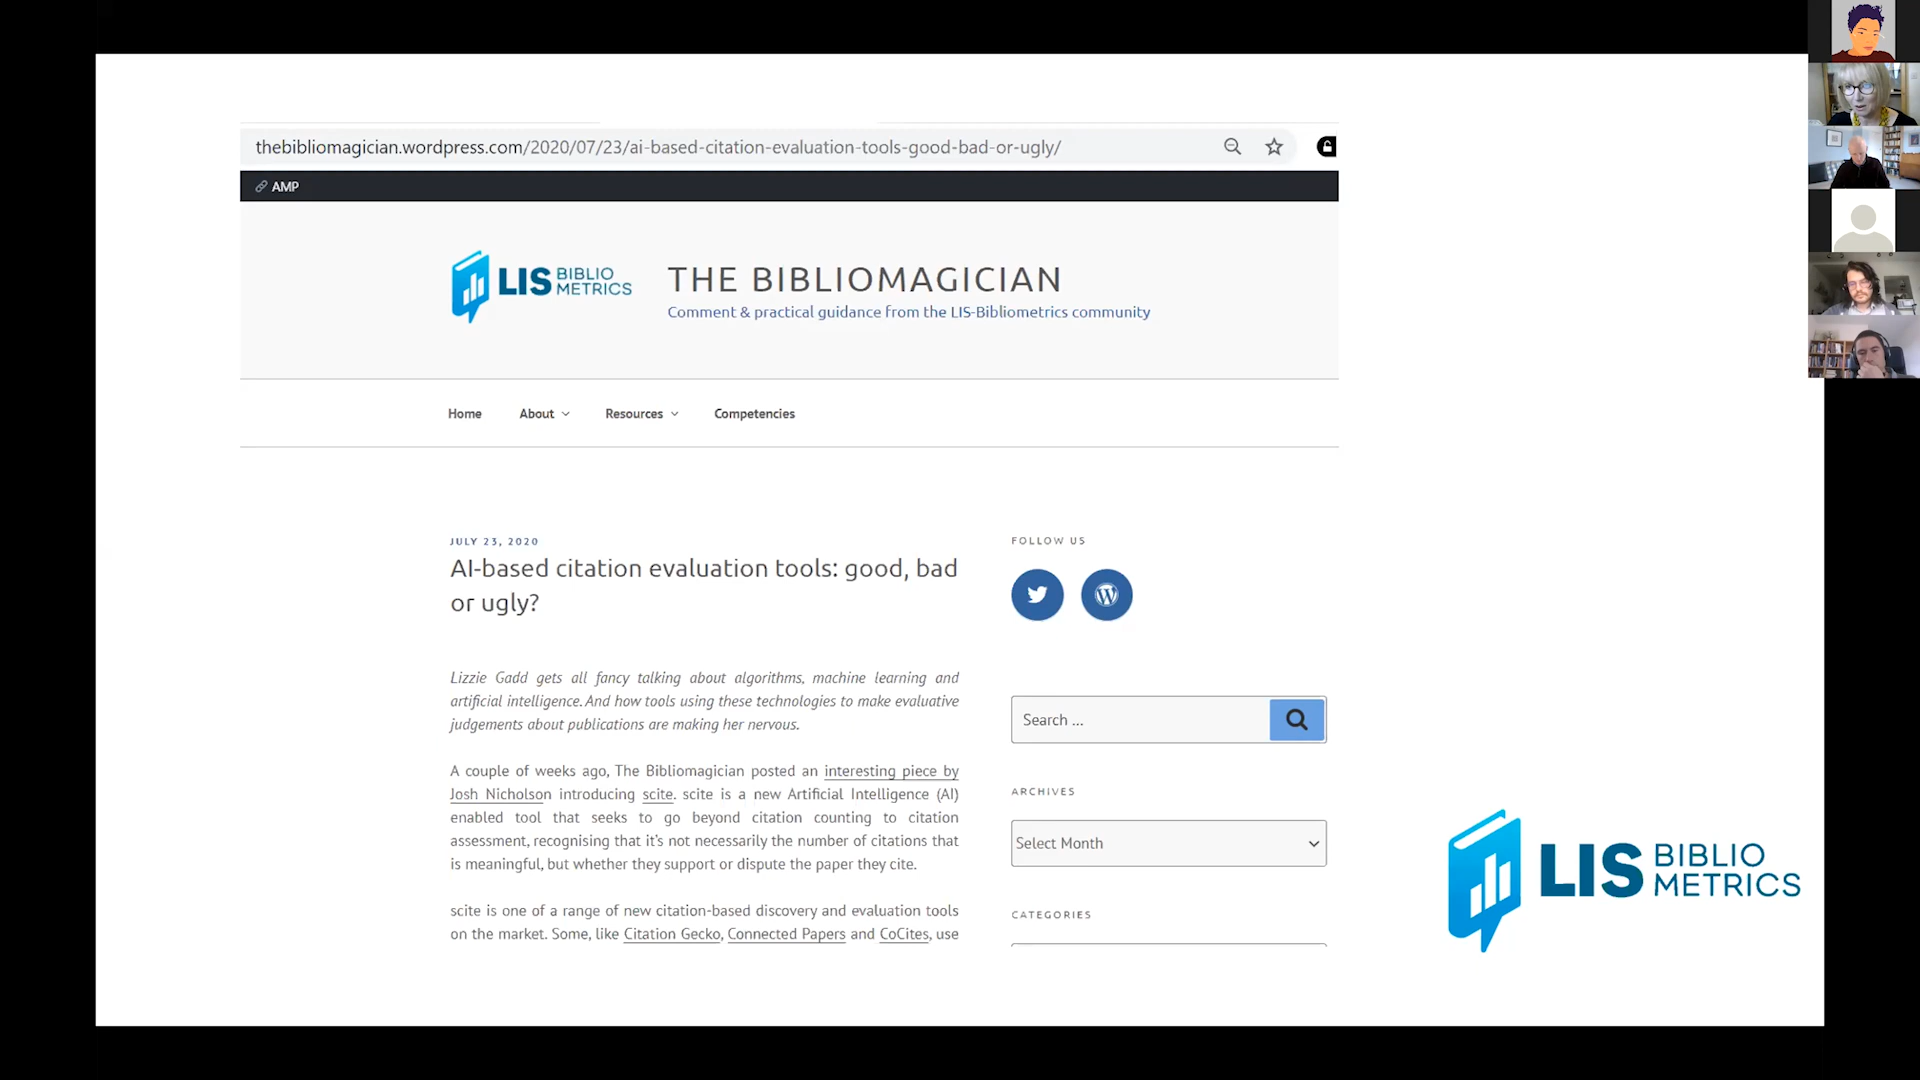 thebibliomagician.wordpress.com/2020/07/23/ai-based-citation-evaluation-tools-good-bad-or-ugly/
AMP
LIS BIBLIO METRICS
THE BIBLIOMAGICIAN
Comment & practical guidance from the LIS-Bibliometrics community
Home About Resources Competencies
JULY 23, 2020
AI-based citation evaluation tools: good, bad
or ugly?
Lizzie Gadd gets all fancy talking about algorithms, machine learning and
artificial intelligence. And how tools using these technologies to make evaluative
judgements about publications are making her nervous.
A couple of weeks ago, The Bibliomagician posted an interesting piece by
Josh Nicholson introducing scite. scite is a new Artificial Intelligence (AI)
enabled tool that seeks to go beyond citation counting to citation
assessment, recognising that it's not necessarily the number of citations that
is meaningful, but whether they support or dispute the paper they cite.
scite is one of a range of new citation-based discovery and evaluation tools
on the market. Some, like Citation Gecko, Connected Papers and CoCites, use
FOLLOW US
Search ...
ARCHIVES
Select Month
CATEGORIES
LIS BIBLIO
METRICS